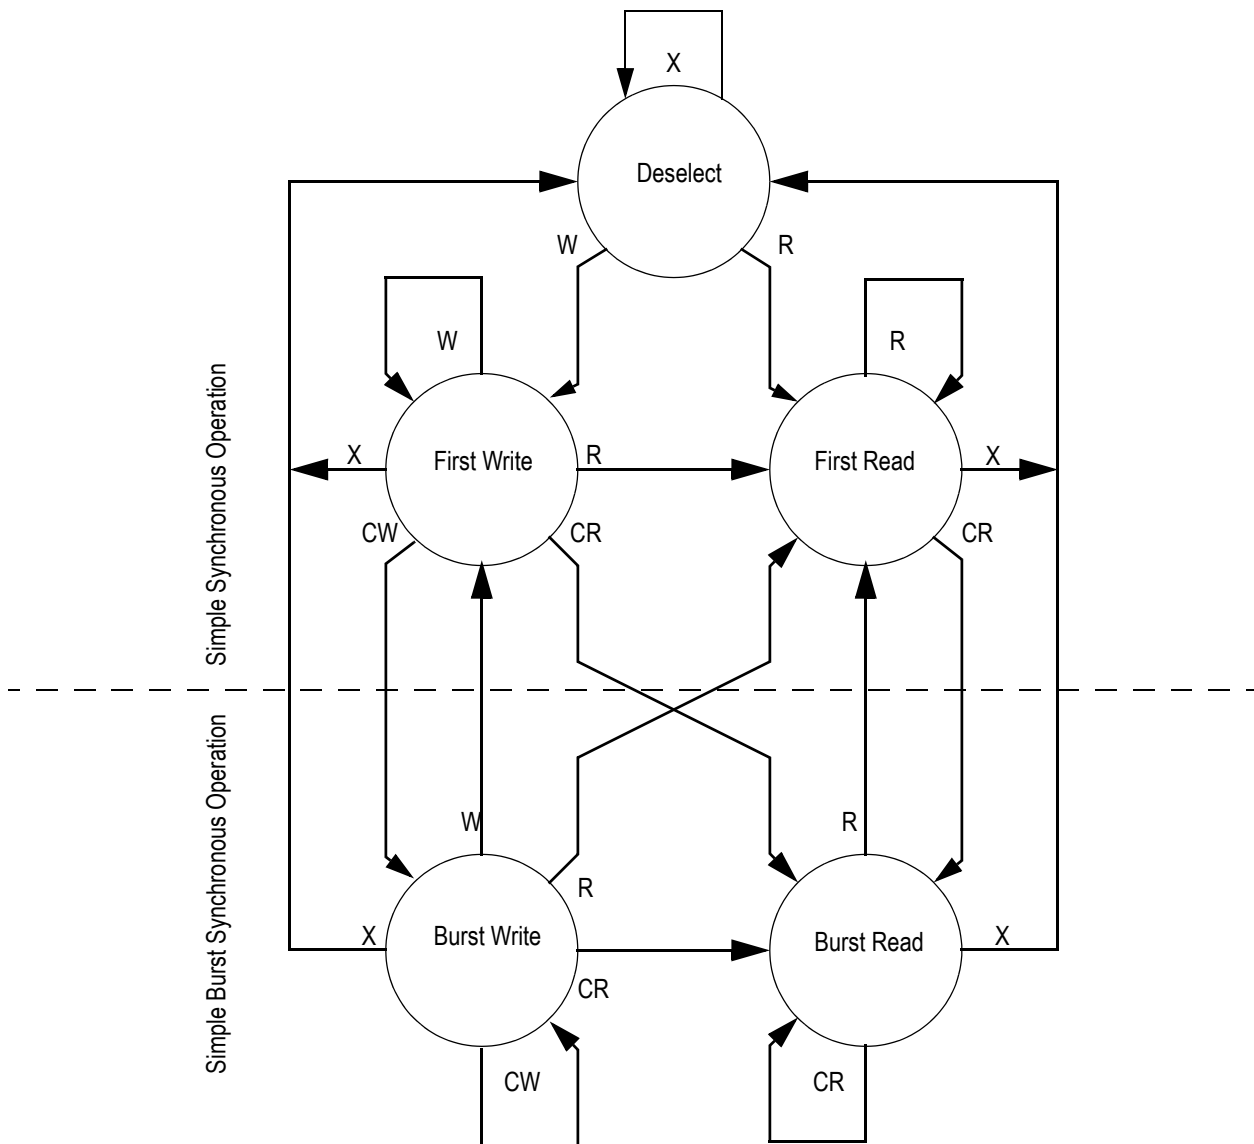 X
Deselect
W
R
W
R
Simple Synchronous Operation
X
First Write
R
First Read
X
CW
CR
CR
Simple Burst Synchronous Operation
W
R
R
X
Burst Write
Burst Read
X
CR
CW
CR